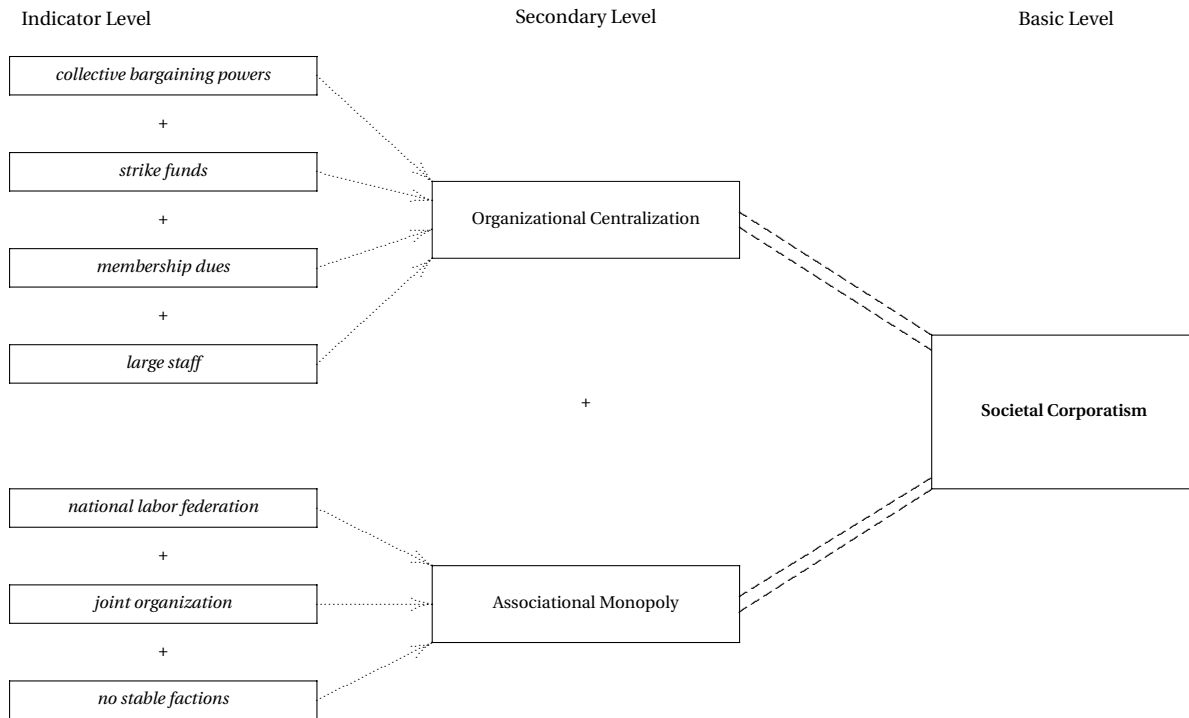 Indicator Level
Secondary Level
Basic Level
collective bargaining powers
+
strike funds
+
membership dues
+
large staff
Organizational Centralization
+
Societal Corporatism
national labor federation
+
joint organization
+
no stable factions
Associational Monopoly